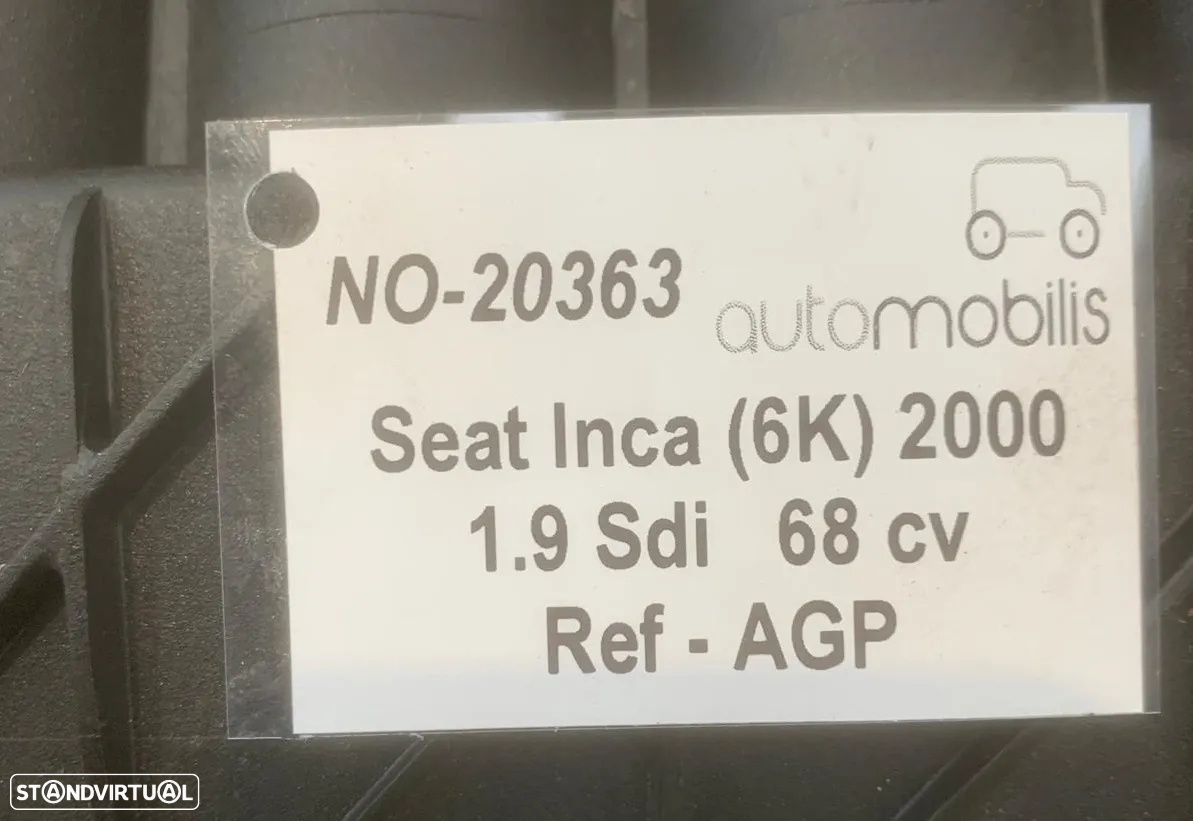 NO-20363
automobilis
Seat Inca (6K) 2000
1.9 Sdi 68 cv
Ref - AGP
STANDVIRTUAL